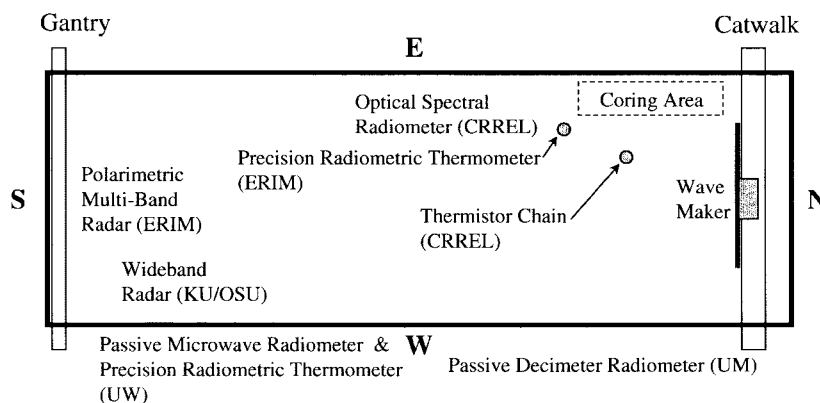 Gantry
Catwalk
E
Optical Spectral
Radiometer (CRREL)
Coring Area
Precision Radiometric Thermometer
(ERIM)
Polarimetric
Multi-Band
Radar (ERIM)
S
Thermistor Chain
(CRREL)
Wave
Maker
N
Wideband
Radar (KU/OSU)
Passive Microwave Radiometer &
Precision Radiometric Thermometer
(UW)
W
Passive Decimeter Radiometer (UM)